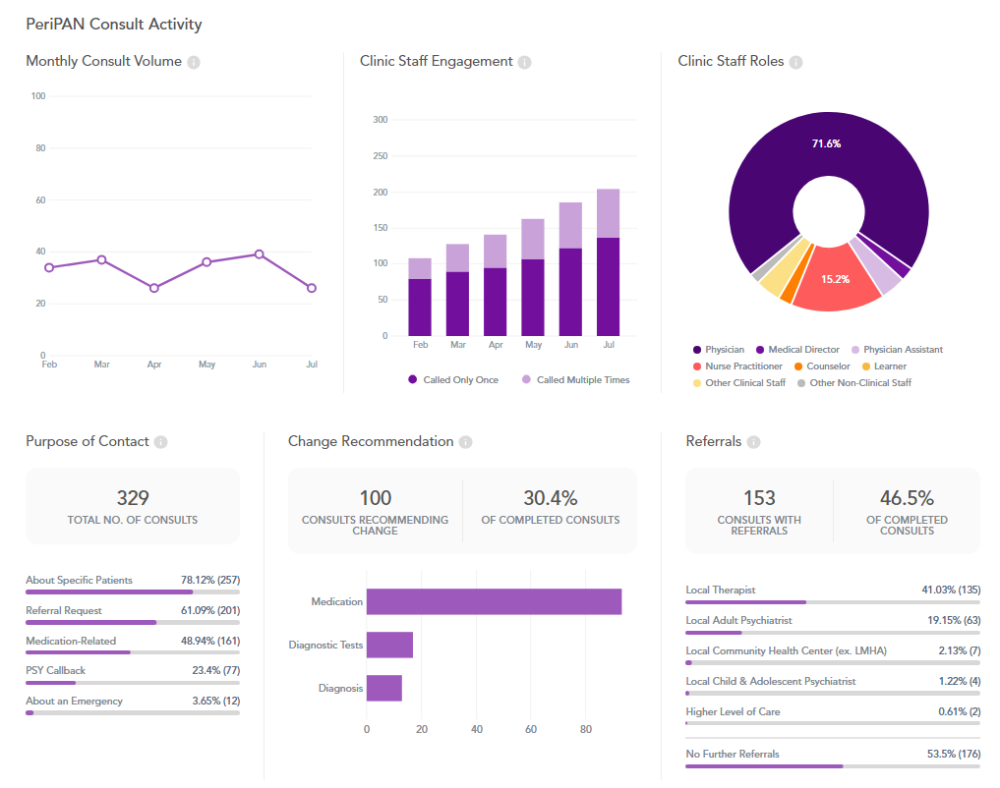 PeriPAN Consult Activity
Monthly Consult Volume
100
80
60
40
20
0
Feb Mar Apr May Jun Jul
Clinic Staff Engagement
300
250
200
150
100
50
0
Feb Mar Apr May Jun Jul
Called Only Once Called Multiple Times
Clinic Staff Roles
71.6%
15.2%
Physician Medical Director Physician Assistant
Nurse Practitioner Counselor Learner
Other Clinical Staff Other Non-Clinical Staff
Purpose of Contact
329
TOTAL NO. OF CONSULTS
About Specific Patients 78.12% (257)
Referral Request 61.09% (201)
Medication-Related 48.94% (161)
PSY Callback 23.4% (77)
About an Emergency 3.65% (12)
Change Recommendation
100
CONSULTS RECOMMENDING
CHANGE
30.4%
OF COMPLETED CONSULTS
Medication
Diagnostic Tests
Diagnosis
0 20 40 60 80
Referrals
153
CONSULTS WITH
REFERRALS
46.5%
OF COMPLETED
CONSULTS
Local Therapist 41.03% (135)
Local Adult Psychiatrist 19.15% (63)
Local Community Health Center (ex. LMHA) 2.13% (7)
Local Child & Adolescent Psychiatrist 1.22% (4)
Higher Level of Care 0.61% (2)
No Further Referrals 53.5% (176)